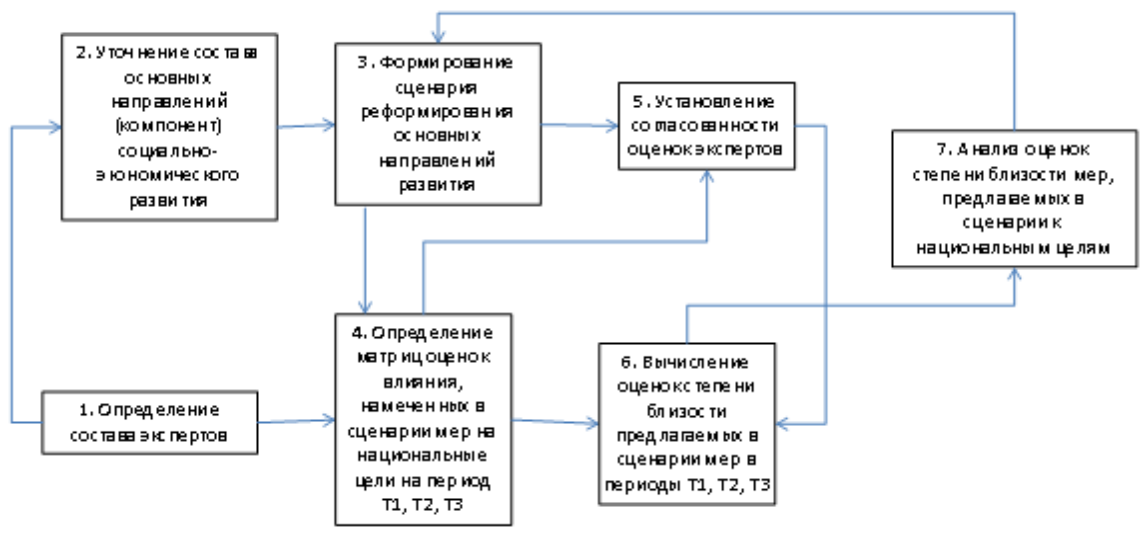 2. Уточнение состава
основных
направлений
(компонент)
социально-
экономического
развития
3. Формирование
сценария
реформирования
основных
направлений
развития
5. Установление
согласованности
оценок экспертов
7. Анализ оценок
степени близости мер,
предлагаемых в
сценарии к
национальным целям
1. Определение
состава экспертов
4. Определение
матриц оценок
влияния,
намеченных в
сценарии мер на
национальные
цели на период
Т1, Т2, Т3
6. Вычисление
оценок степени
близости
предлагаемых в
сценарии мер в
периоды Т1, Т2, Т3